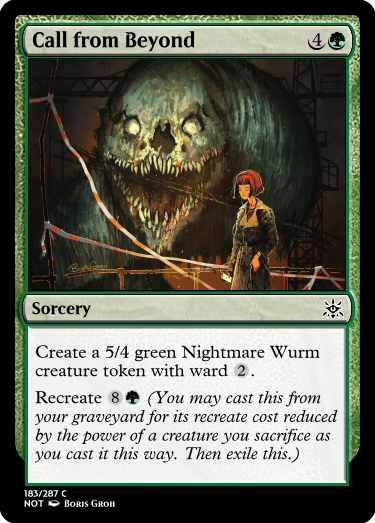 Call from Beyond 4
Sorcery
Create a 5/4 green Nightmare Wurm
creature token with ward 2.
Recreate 8 (You may cast this from
your graveyard for its recreate cost reduced
by the power of a creature you sacrifice as
you cast it this way. Then exile this.)
183/287 C
NOT Boris Groh